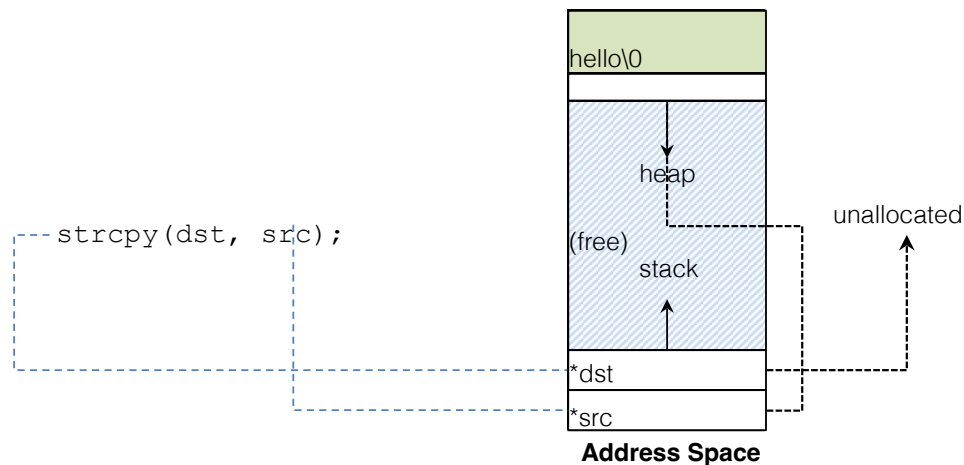 hello\0
heap
unallocated
strcpy(dst, src);
(free)
stack
*dst
*src
Address Space